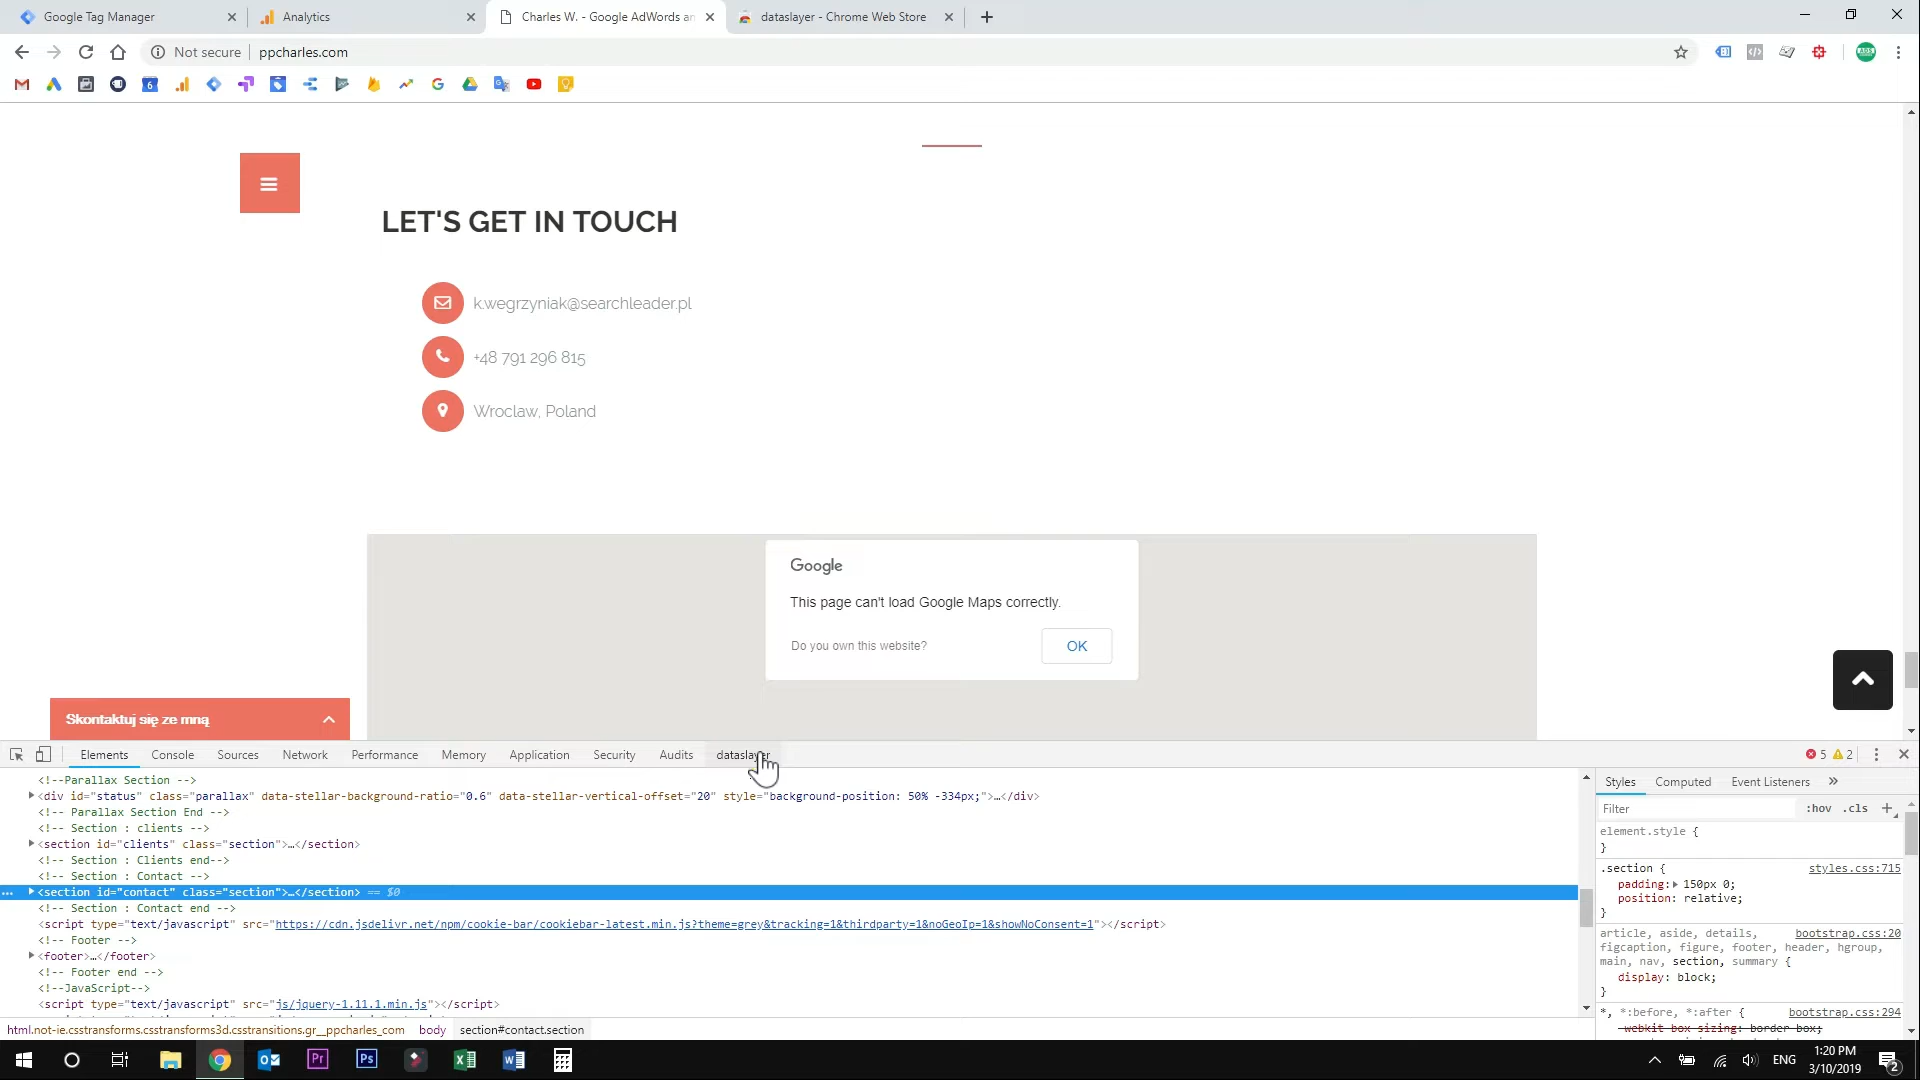 Google Tag Manager
Analytics
Charles W. - Google AdWords an
dataslayer - Chrome Web Store
Not secure
ppcharles.com
LET'S GET IN TOUCH
k.wegrzyniak@searchleader.pl
+48 791 296 815
Wroclaw, Poland
Google
This page can't load Google Maps correctly.
Do you own this website?
OK
Skontaktuj się ze mną
Elements Console Sources Network Performance Memory Application Security Audits dataslayer
5 2
<!--Parallax Section -->
<div id="status" class="parallax" data-stellar-background-ratio="0.6" data-stellar-vertical-offset="20" style="background-position: 50% -334px;">…</div>
<!-- Parallax Section End -->
<!-- Section : clients -->
<section id="clients" class="section">…</section>
<!-- Section : Clients end-->
<!-- Section : Contact -->
<section id="contact" class="section">…</section> == $0
<!-- Section : Contact end -->
<script type="text/javascript" src="https://cdn.jsdelivr.net/npm/cookie-bar/cookiebar-latest.min.js?theme=grey&tracking=1&thirdparty=1&noGeoIp=1&showNoConsent=1"></script>
<!-- Footer -->
<footer>…</footer>
<!-- Footer end -->
<!--JavaScript-->
<script type="text/javascript" src="js/jquery-1.11.1.min.js"></script>
html.not-ie.csstransforms.csstransforms3d.csstransitions.gr__ppcharles_com body section#contact.section
Styles Computed Event Listeners »
Filter :hov .cls +
element.style {
}
.section { styles.css:715
padding: 150px 0;
position: relative;
}
article, aside, details, bootstrap.css:20
figcaption, figure, footer, header, hgroup,
main, nav, section, summary {
display: block;
}
*, *:before, *:after { bootstrap.css:294
-webkit-box-sizing: border-box;
ENG
1:20 PM
3/10/2019
2